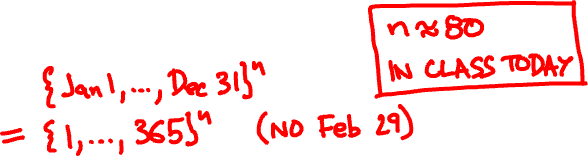 n ≈ 80
IN CLASS TODAY
{Jan 1, ..., Dec 31}ⁿ
= {1, ..., 365}ⁿ (NO Feb 29)